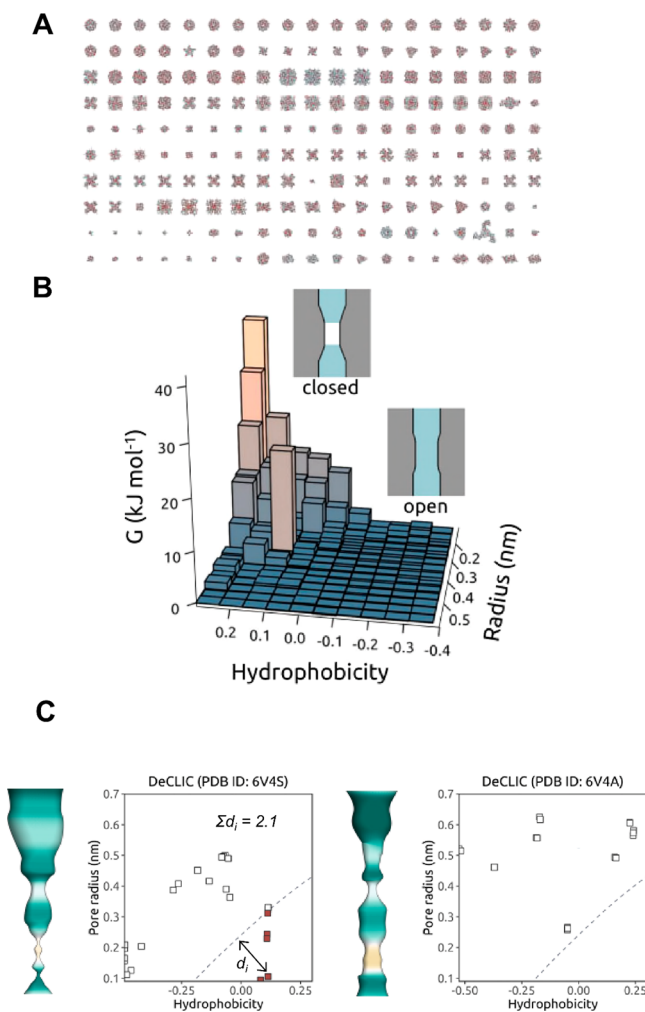 A
B
closed
open
G (kJ mol⁻¹)
40
30
20
10
0
0.2
0.1
0.0
-0.1
-0.2
-0.3
-0.4
Hydrophobicity
0.2
0.3
0.4
0.5
Radius (nm)
C
DeCLIC (PDB ID: 6V4S)
Σdᵢ = 2.1
dᵢ
Pore radius (nm)
0.7
0.6
0.5
0.4
0.3
0.2
0.1
-0.25
0.00
0.25
Hydrophobicity
DeCLIC (PDB ID: 6V4A)
Pore radius (nm)
0.7
0.6
0.5
0.4
0.3
0.2
0.1
-0.50
-0.25
0.00
0.25
Hydrophobicity